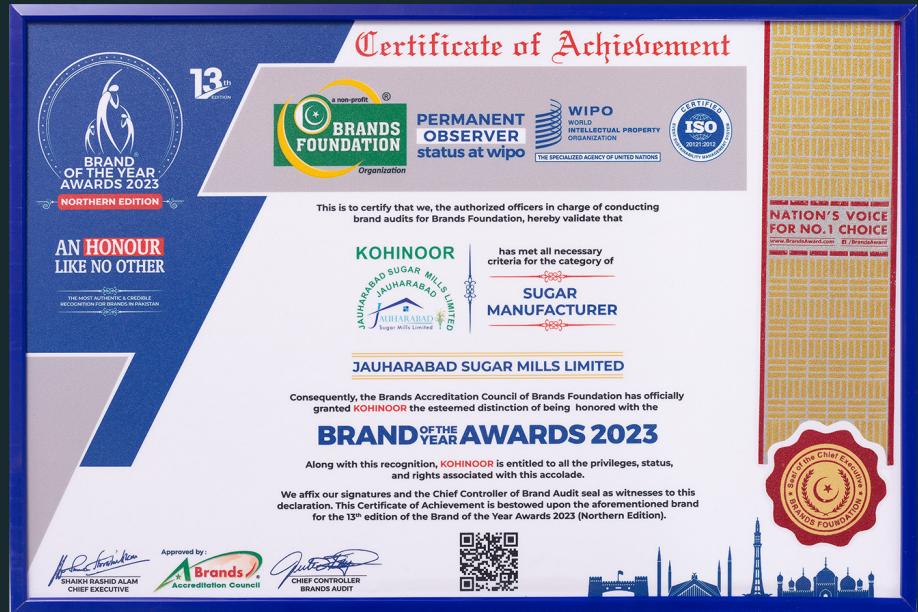 Certificate of Achievement
13th
EDITION
BRAND
OF THE YEAR
AWARDS 2023
NORTHERN EDITION
AN HONOUR
LIKE NO OTHER
THE MOST AUTHENTIC & CREDIBLE
RECOGNITION FOR BRANDS IN PAKISTAN
a non-profit ®
BRANDS
FOUNDATION
Organization
PERMANENT
OBSERVER
status at wipo
WIPO
WORLD
INTELLECTUAL PROPERTY
ORGANIZATION
THE SPECIALIZED AGENCY OF UNITED NATIONS
CERTIFIED
ISO
20121:2012
NATION'S VOICE
FOR NO.1 CHOICE
www.BrandsAward.com /BrandsAward
This is to certify that we, the authorized officers in charge of conducting
brand audits for Brands Foundation, hereby validate that
KOHINOOR
JAUHARABAD SUGAR MILLS LIMITED
JAUHARABAD
JAUHARABAD
Sugar Mills Limited
has met all necessary
criteria for the category of
SUGAR
MANUFACTURER
JAUHARABAD SUGAR MILLS LIMITED
Consequently, the Brands Accreditation Council of Brands Foundation has officially
granted KOHINOOR the esteemed distinction of being honored with the
BRAND OF THE YEAR AWARDS 2023
Along with this recognition, KOHINOOR is entitled to all the privileges, status,
and rights associated with this accolade.
We affix our signatures and the Chief Controller of Brand Audit seal as witnesses to this
declaration. This Certificate of Achievement is bestowed upon the aforementioned brand
for the 13th edition of the Brand of the Year Awards 2023 (Northern Edition).
Seal of the Chief Executive
BRANDS FOUNDATION
SHAIKH RASHID ALAM
CHIEF EXECUTIVE
Approved by :
Brands
Accreditation Council
CHIEF CONTROLLER
BRANDS AUDIT